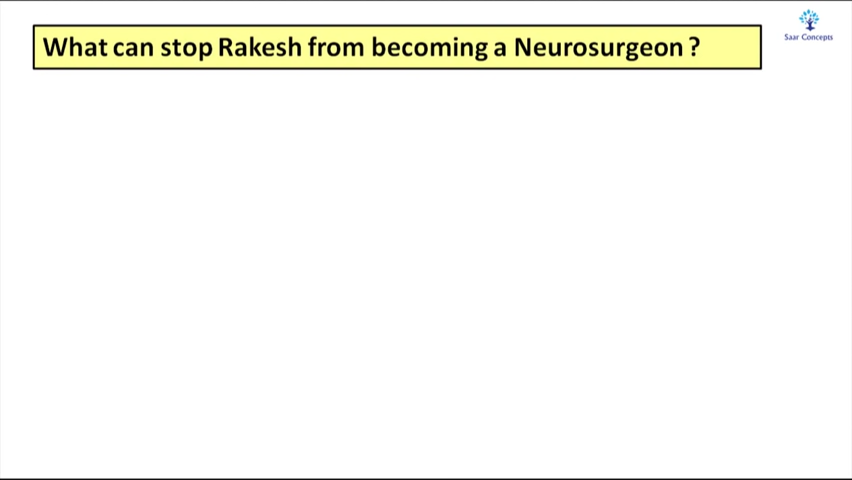 What can stop Rakesh from becoming a Neurosurgeon ?
Saar Concepts